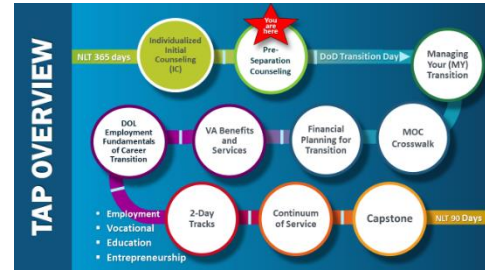 TAP OVERVIEW
You
are
here
NLT 365 days
Individualized
Initial
Counseling
(IC)
Pre-
Separation
Counseling
DoD Transition Day
Managing
Your (MY)
Transition
DOL
Employment
Fundamentals
of Career
Transition
VA Benefits
and
Services
Financial
Planning for
Transition
MOC
Crosswalk
• Employment
• Vocational
• Education
• Entrepreneurship
2-Day
Tracks
Continuum
of Service
Capstone
NLT 90 Days